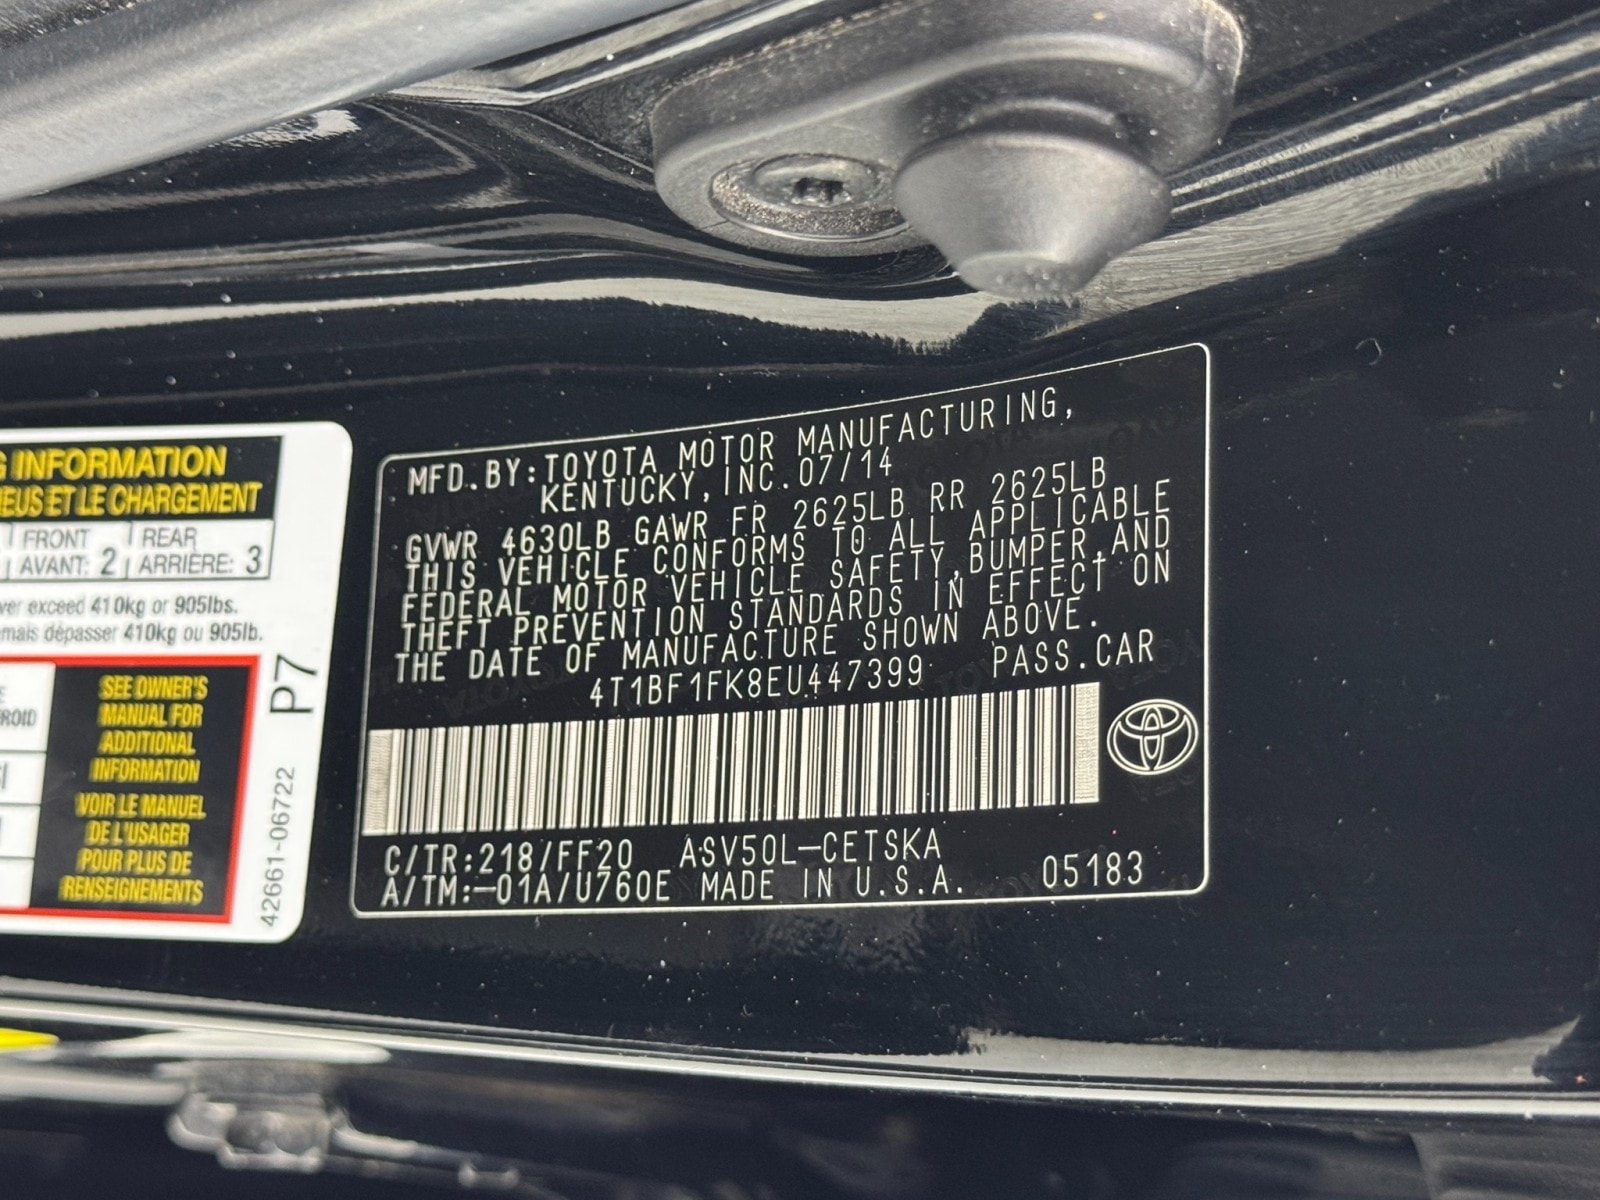 G INFORMATION
NEUS ET LE CHARGEMENT
FRONT REAR
AVANT: 2 ARRIÈRE: 3
ver exceed 410kg or 905lbs.
mais dépasser 410kg ou 905lb.
ROID
SEE OWNER'S
MANUAL FOR
ADDITIONAL
INFORMATION
VOIR LE MANUEL
DE L'USAGER
POUR PLUS DE
RENSEIGNEMENTS
P7
42661-06722
MFD.BY:TOYOTA MOTOR MANUFACTURING,
KENTUCKY,INC.07/14
GVWR 4630LB GAWR FR 2625LB RR 2625LB
THIS VEHICLE CONFORMS TO ALL APPLICABLE
FEDERAL MOTOR VEHICLE SAFETY,BUMPER,AND
THEFT PREVENTION STANDARDS IN EFFECT ON
THE DATE OF MANUFACTURE SHOWN ABOVE.
4T1BF1FK8EU447399 PASS.CAR
C/TR:218/FF20 ASV50L-CETSKA
A/TM:-01A/U760E MADE IN U.S.A. 05183